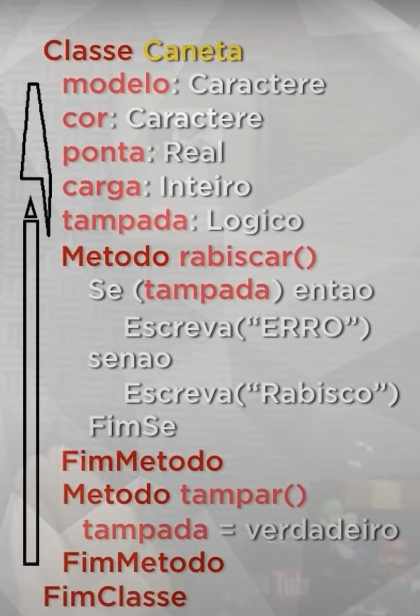 Classe Caneta
modelo: Caractere
cor: Caractere
ponta: Real
carga: Inteiro
tampada: Logico
Metodo rabiscar()
Se (tampada) entao
Escreva(“ERRO”)
senao
Escreva(“Rabisco”)
FimSe
FimMetodo
Metodo tampar()
tampada = verdadeiro
FimMetodo
FimClasse